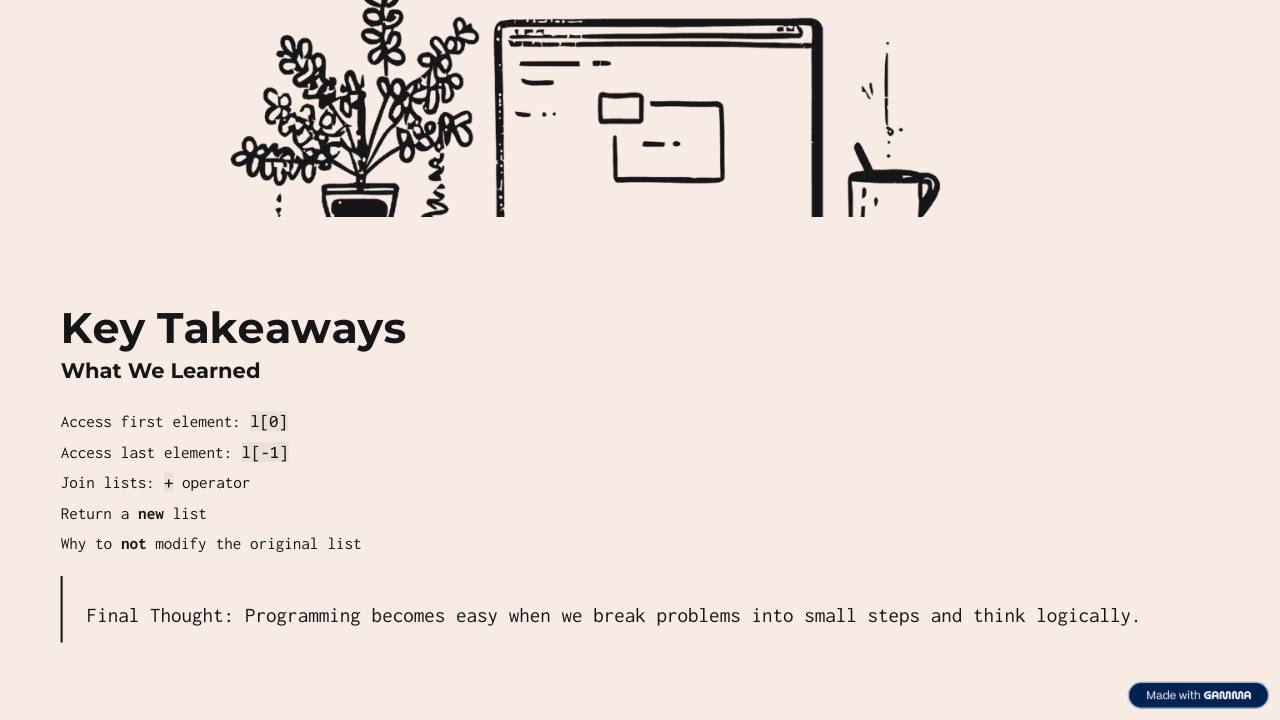 Key Takeaways
What We Learned
Access first element: l[0]
Access last element: l[-1]
Join lists: + operator
Return a new list
Why to not modify the original list
Final Thought: Programming becomes easy when we break problems into small steps and think logically.
Made with GAMMA